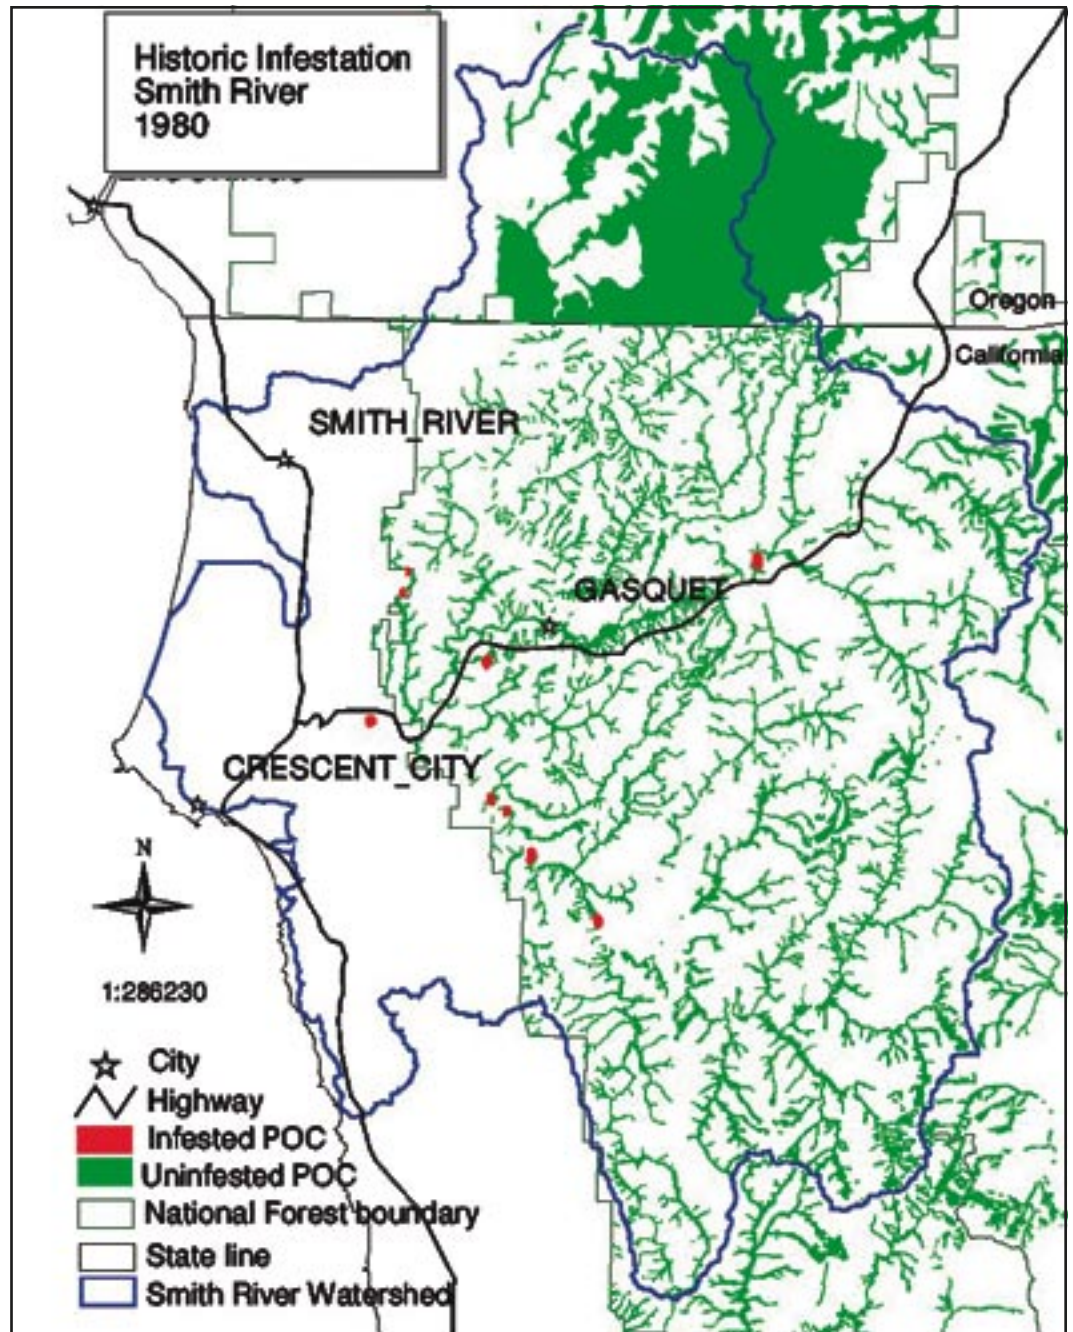 Historic Infestation
Smith River
1980
Oregon
California
SMITH_RIVER
GASQUET
CRESCENT_CITY
N
1:286230
City
Highway
Infested POC
Uninfested POC
National Forest boundary
State line
Smith River Watershed